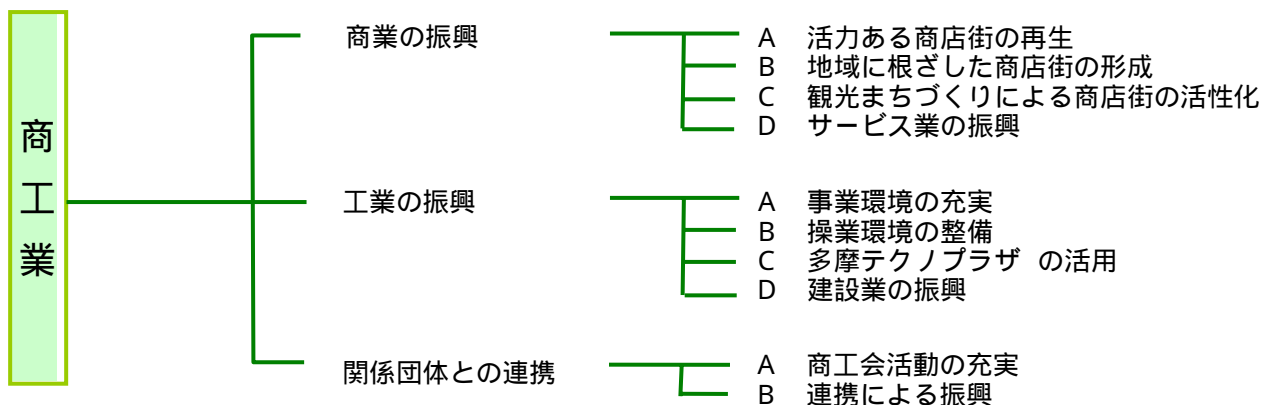 商工業
商業の振興
A 活力ある商店街の再生
B 地域に根ざした商店街の形成
C 観光まちづくりによる商店街の活性化
D サービス業の振興
工業の振興
A 事業環境の充実
B 操業環境の整備
C 多摩テクノプラザ の活用
D 建設業の振興
関係団体との連携
A 商工会活動の充実
B 連携による振興